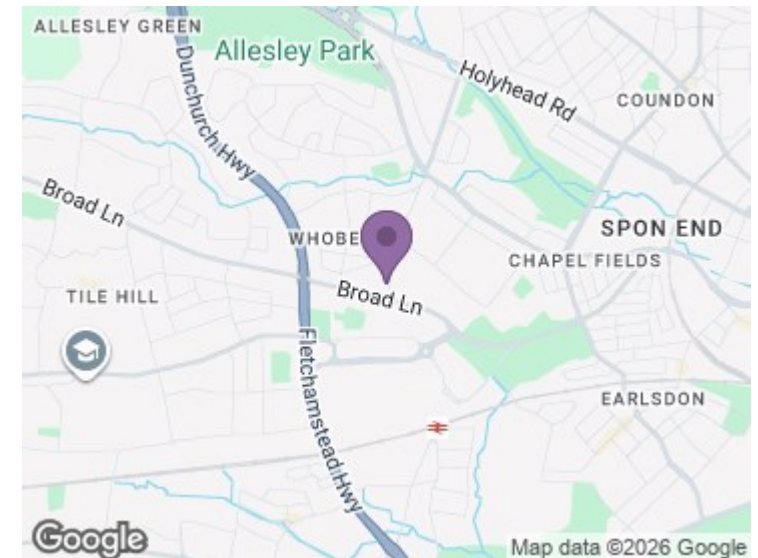 ALLESLEY GREEN
Allesley Park
Dunchurch Hwy
Holyhead Rd
COUNDON
Broad Ln
SPON END
WHOBE
CHAPEL FIELDS
Broad Ln
TILE HILL
Fletchamstead Hwy
EARLSDON
Google
Map data ©2026 Google